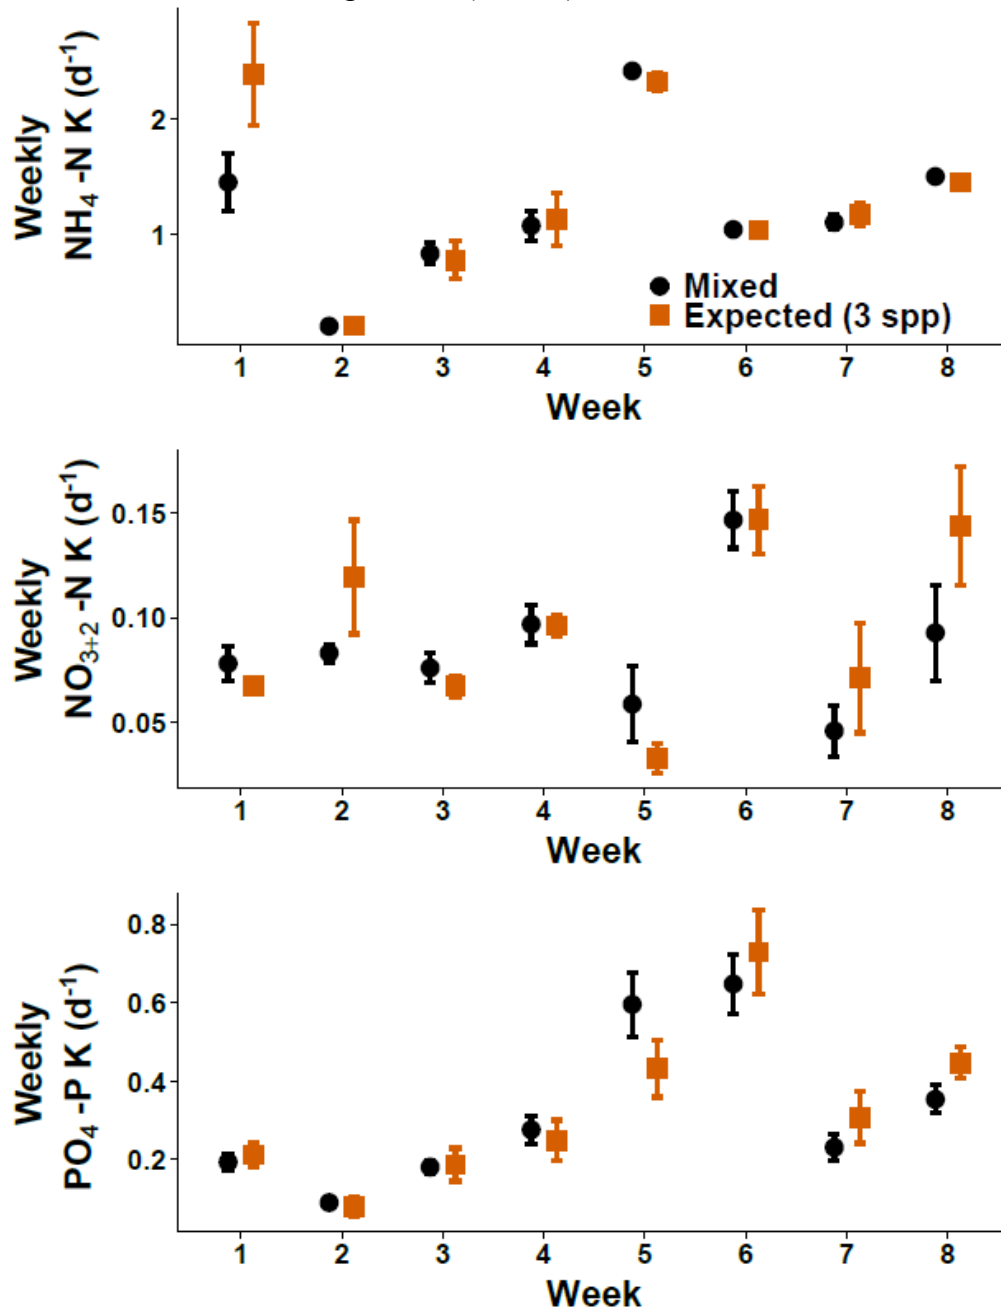 Weekly
NH₄ -N K (d⁻¹)
2
1
Mixed
Expected (3 spp)
1 2 3 4 5 6 7 8
Week
Weekly
NO₃₊₂ -N K (d⁻¹)
0.15
0.10
0.05
1 2 3 4 5 6 7 8
Week
Weekly
PO₄ -P K (d⁻¹)
0.8
0.6
0.4
0.2
1 2 3 4 5 6 7 8
Week